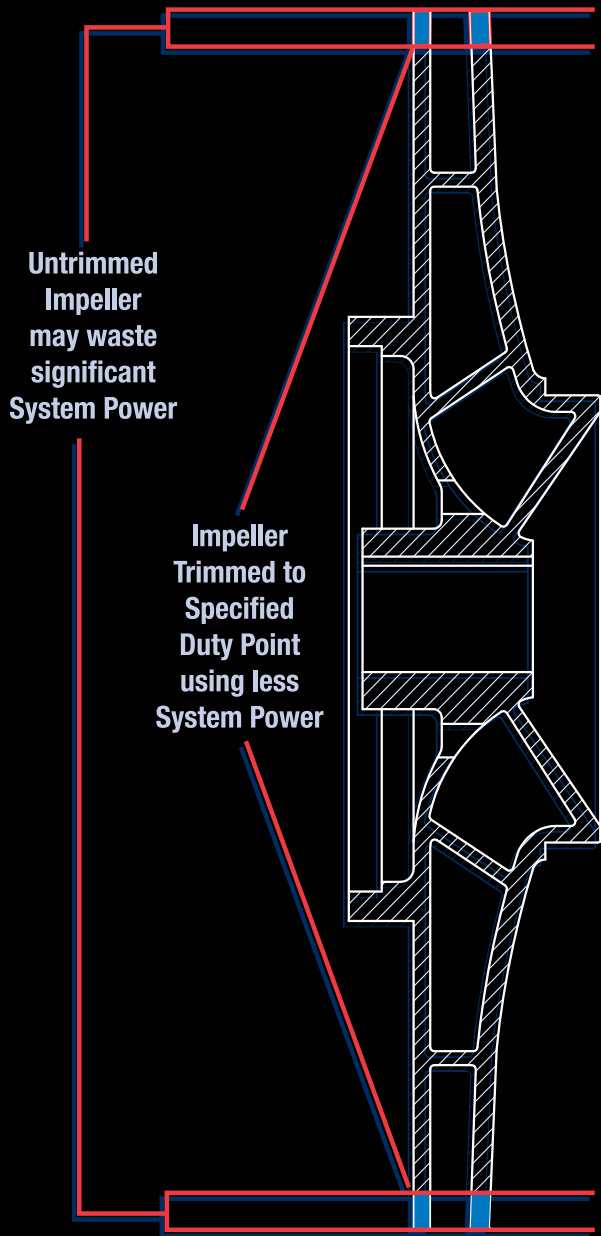 Untrimmed
Impeller
may waste
significant
System Power
Impeller
Trimmed to
Specified
Duty Point
using less
System Power